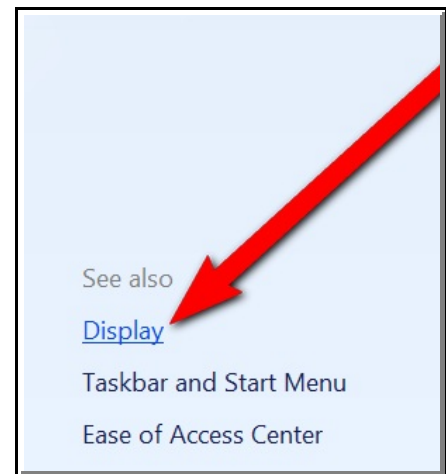 See also
Display
Taskbar and Start Menu
Ease of Access Center